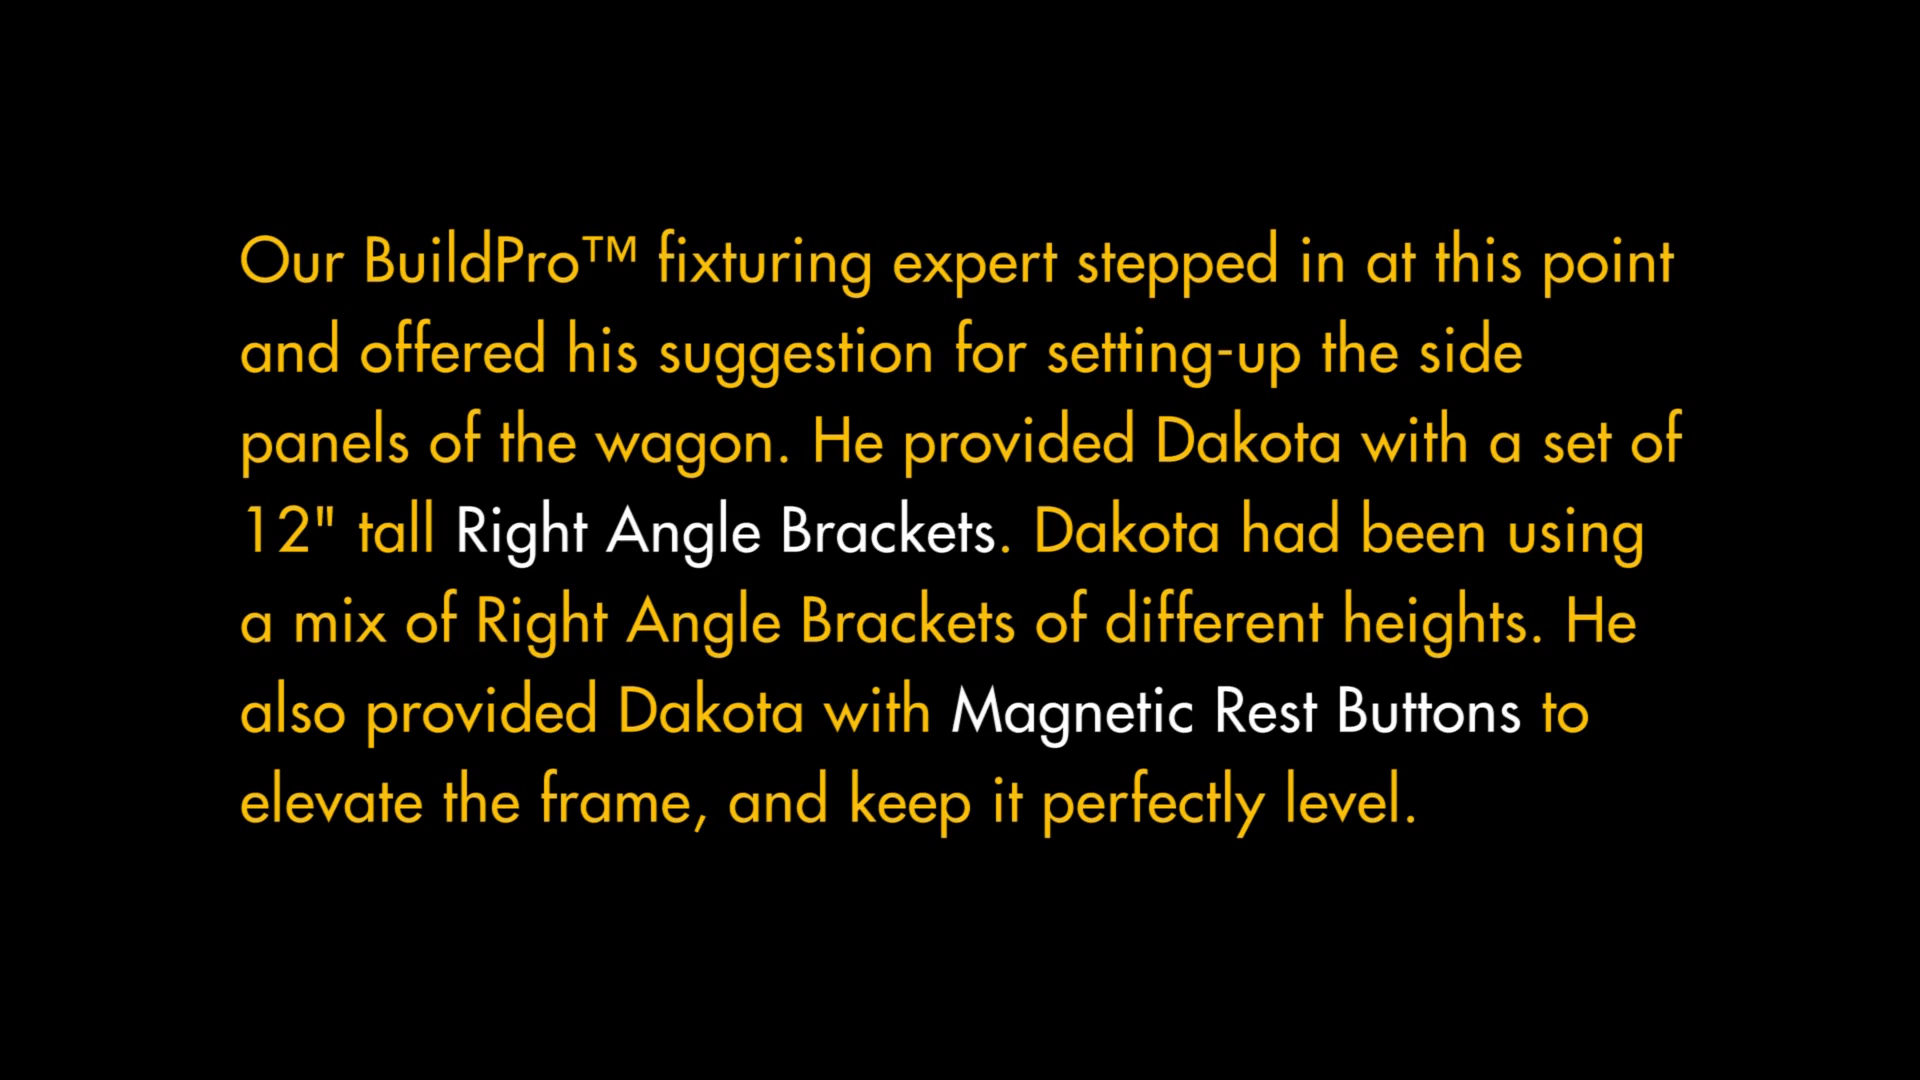 Our BuildPro™ fixturing expert stepped in at this point
and offered his suggestion for setting-up the side
panels of the wagon. He provided Dakota with a set of
12" tall Right Angle Brackets. Dakota had been using
a mix of Right Angle Brackets of different heights. He
also provided Dakota with Magnetic Rest Buttons to
elevate the frame, and keep it perfectly level.